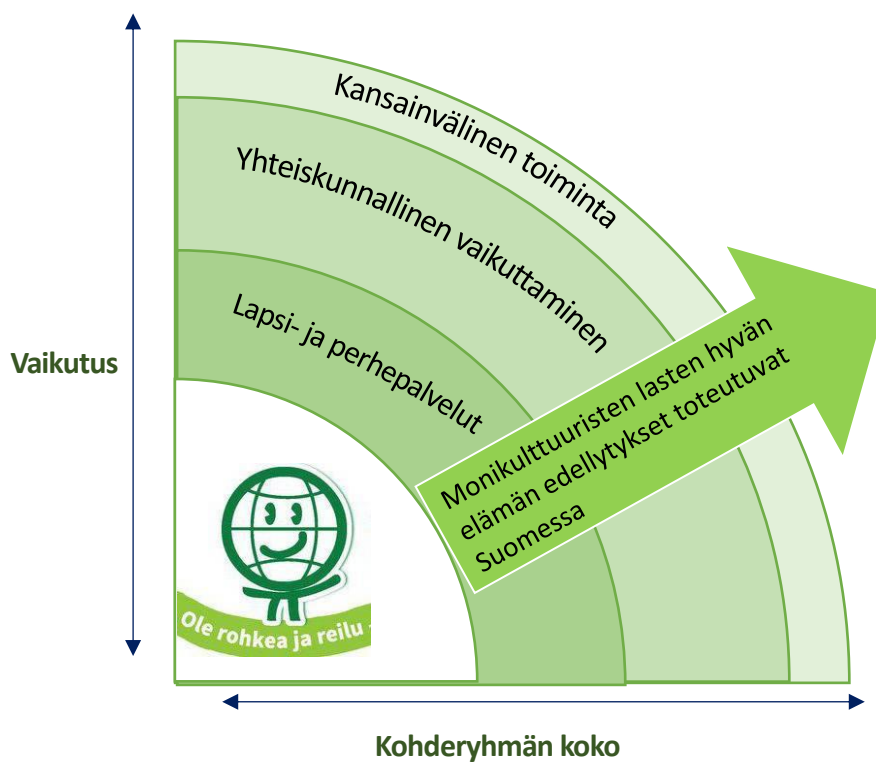 Kansainvälinen toiminta
Yhteiskunnallinen vaikuttaminen
Lapsi- ja perhepalvelut
Vaikutus
Monikulttuuristen lasten hyvän
elämän edellytykset toteutuvat
Suomessa
Ole rohkea ja reilu
Kohderyhmän koko